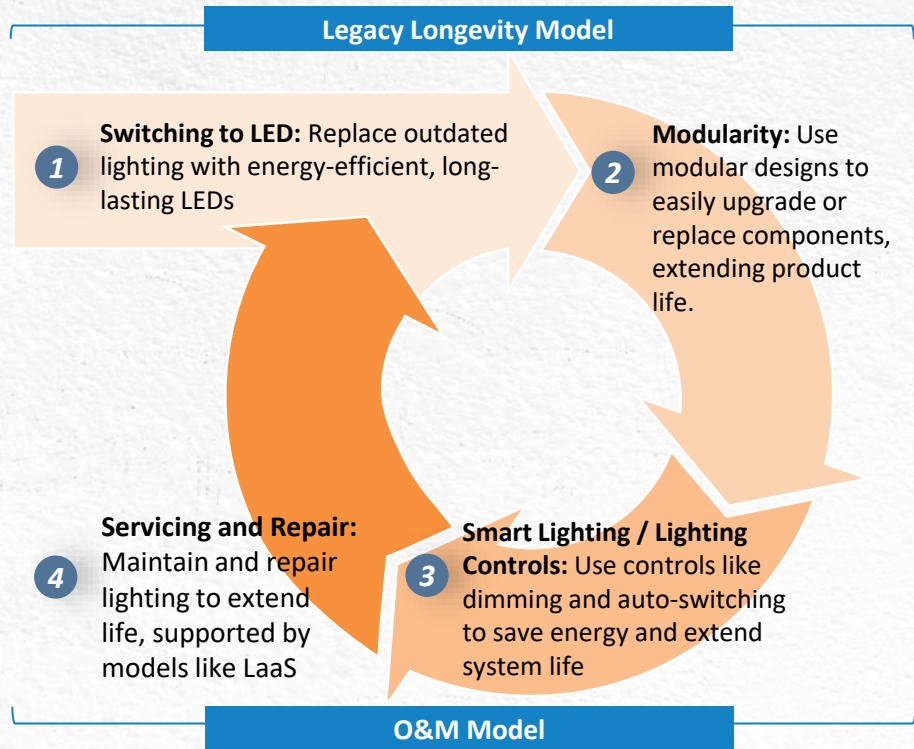 Legacy Longevity Model
1
Switching to LED: Replace outdated
lighting with energy-efficient, long-
lasting LEDs
2
Modularity: Use
modular designs to
easily upgrade or
replace components,
extending product
life.
3
Smart Lighting / Lighting
Controls: Use controls like
dimming and auto-switching
to save energy and extend
system life
4
Servicing and Repair:
Maintain and repair
lighting to extend
life, supported by
models like LaaS
O&M Model